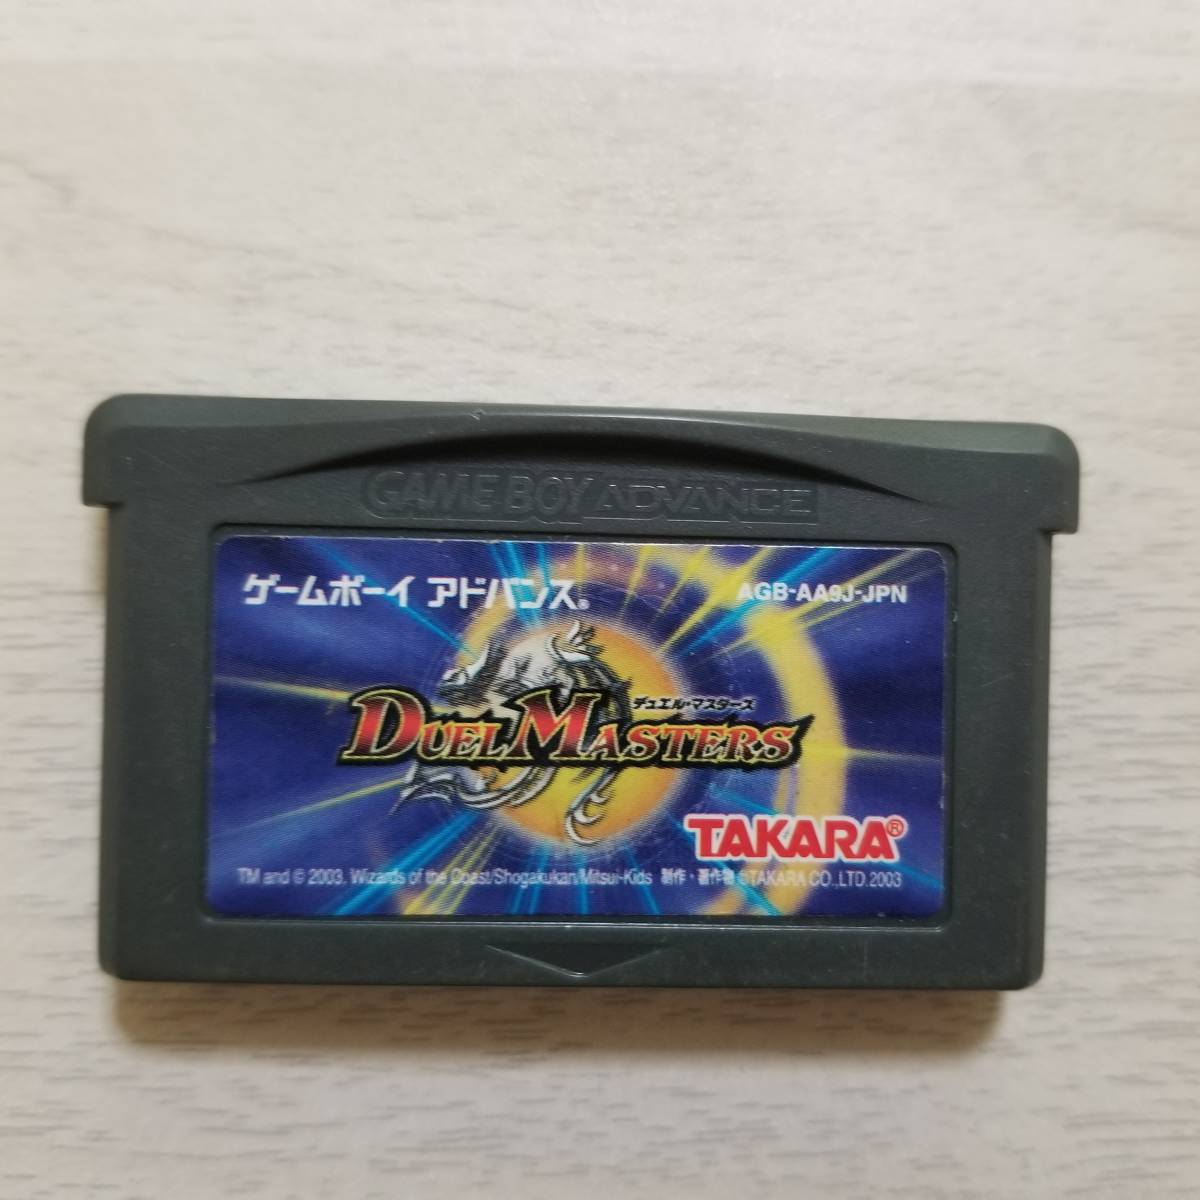 GAME BOY ADVANCE
ゲームボーイ アドバンス®
AGB-AA9J-JPN
デュエル・マスターズ
DUEL MASTERS
TAKARA®
TM and © 2003. Wizards of the Coast/Shogakukan/Mitsui-Kids 制作・著作物 ©TAKARA CO.,LTD.2003